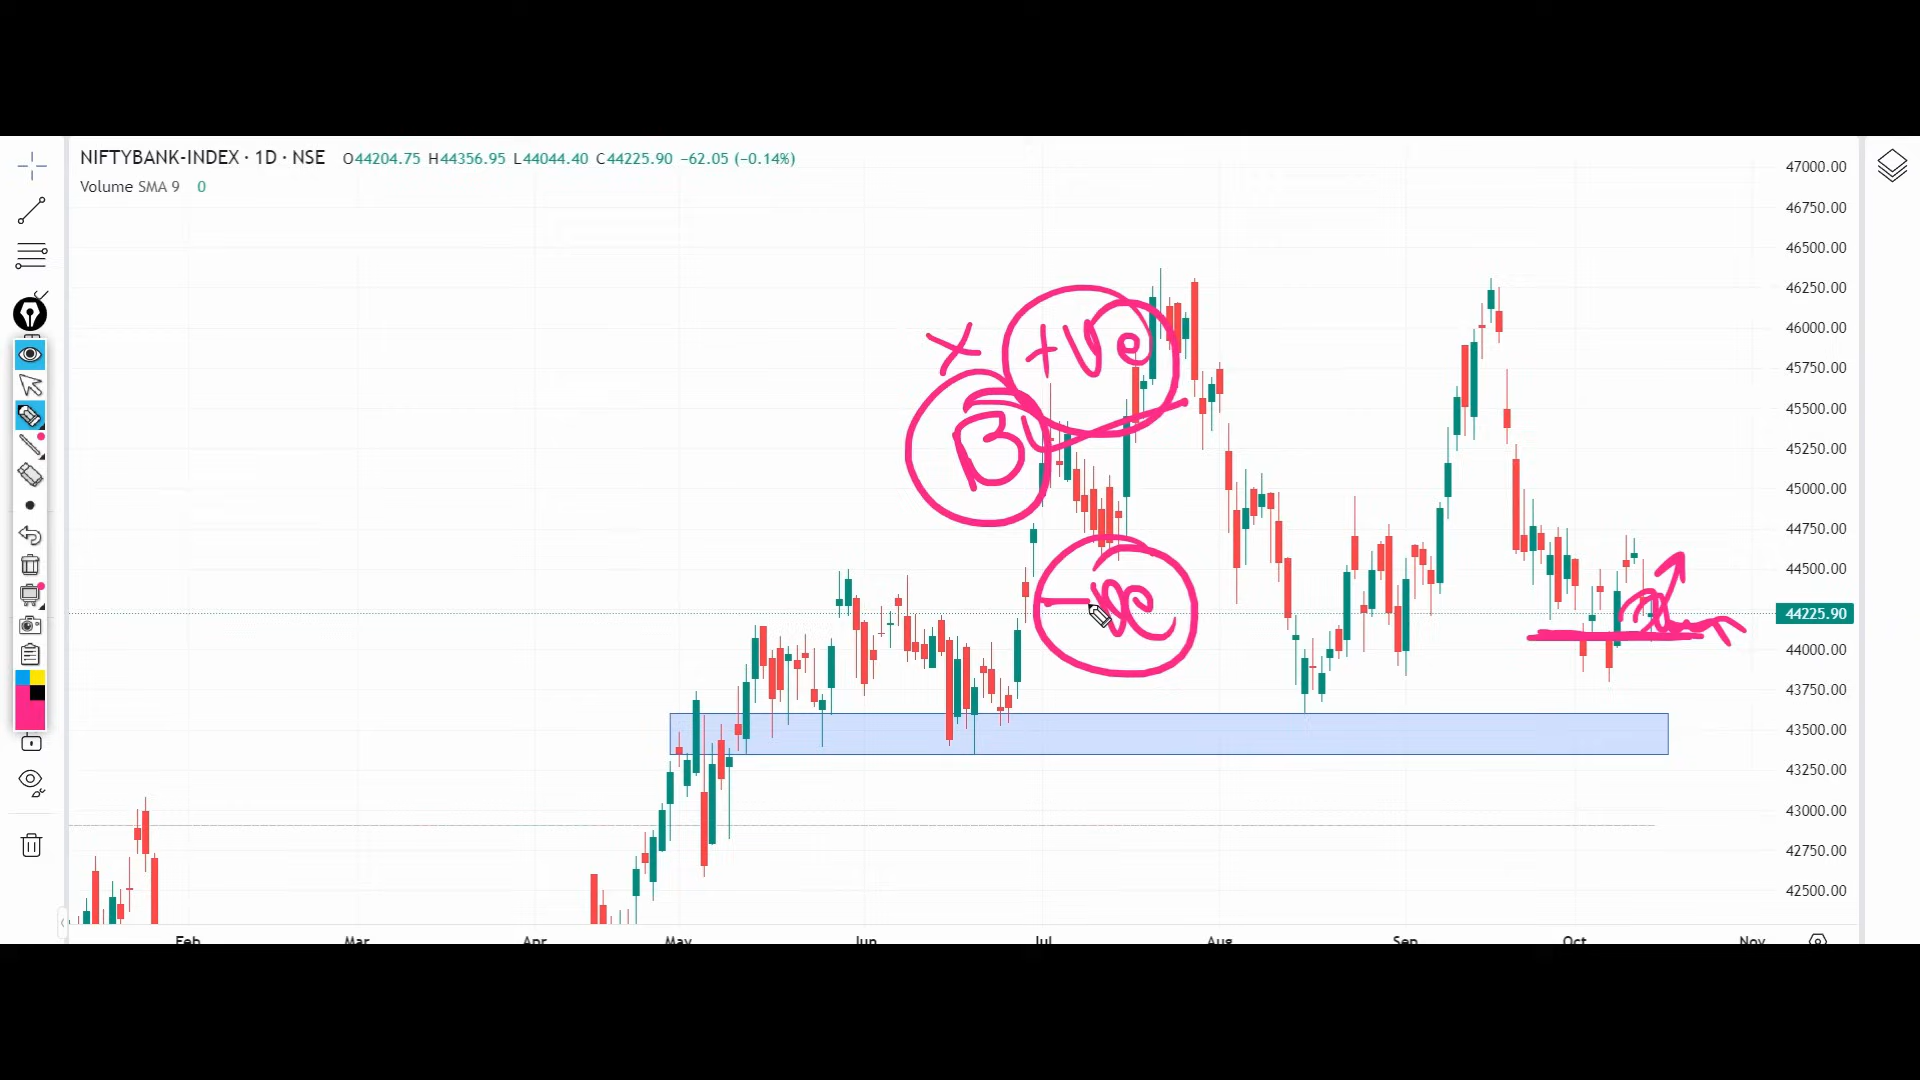 NIFTYBANK-INDEX · 1D · NSE O44204.75 H44356.95 L44044.40 C44225.90 −62.05 (−0.14%)
Volume SMA 9 0
47000.00
46750.00
46500.00
46250.00
46000.00
45750.00
45500.00
45250.00
45000.00
44750.00
44500.00
44225.90
44000.00
43750.00
43500.00
43250.00
43000.00
42750.00
42500.00
x
+ve
B
-ve
Feb Mar Apr May Jun Jul Aug Sep Oct Nov